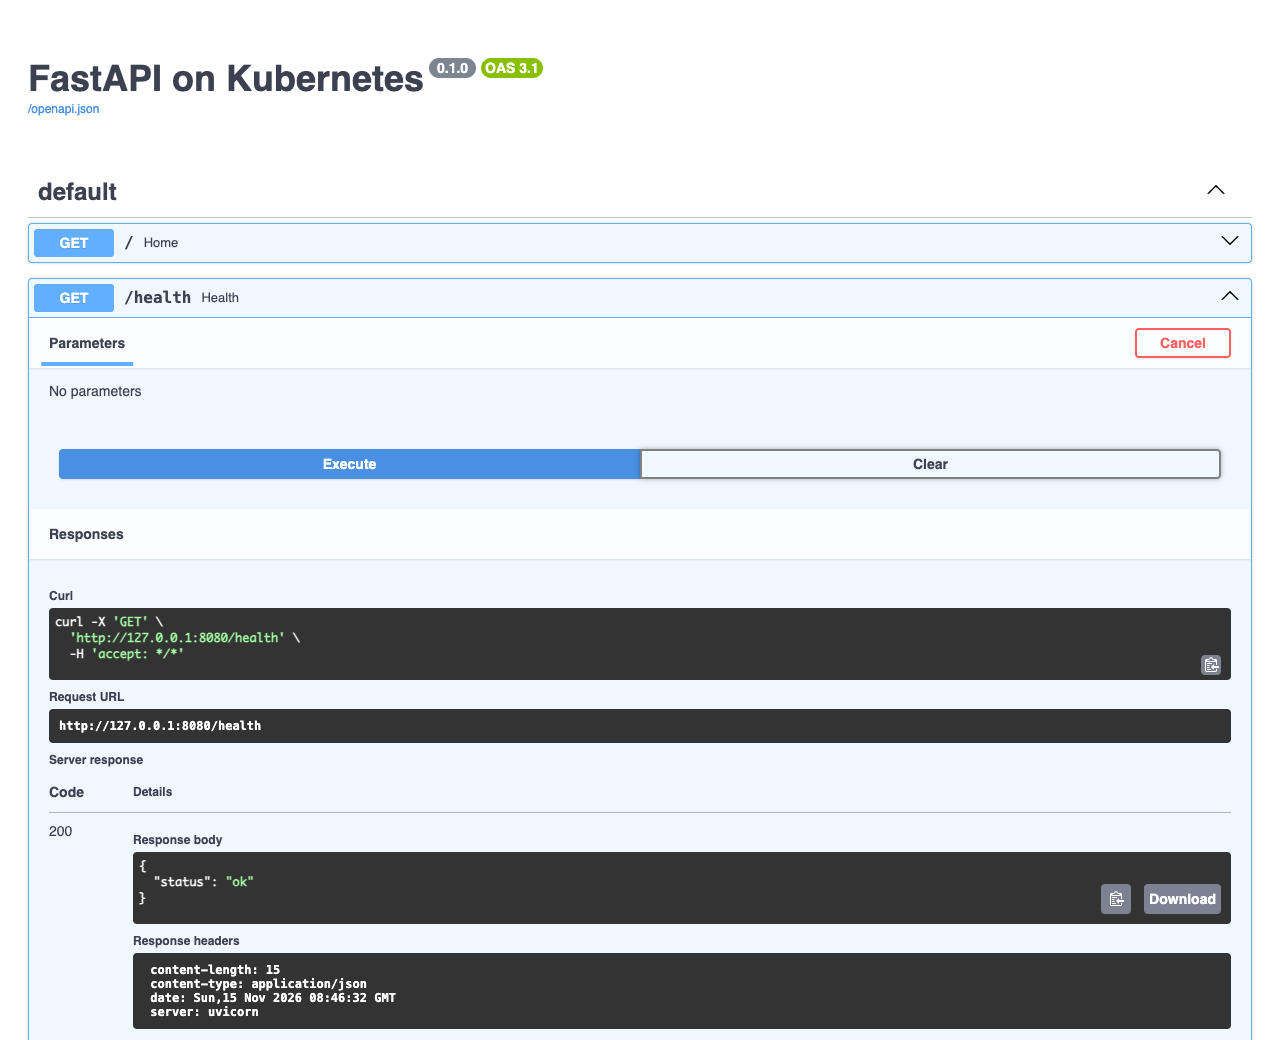 FastAPI on Kubernetes 0.1.0 OAS 3.1
/openapi.json
default
GET / Home
GET /health Health
Parameters
Cancel
No parameters
Execute
Clear
Responses
Curl
curl -X 'GET' \
  'http://127.0.0.1:8080/health' \
  -H 'accept: */*'
Request URL
http://127.0.0.1:8080/health
Server response
Code Details
200
Response body
{
  "status": "ok"
}
Download
Response headers
content-length: 15
content-type: application/json
date: Sun,15 Nov 2026 08:46:32 GMT
server: uvicorn